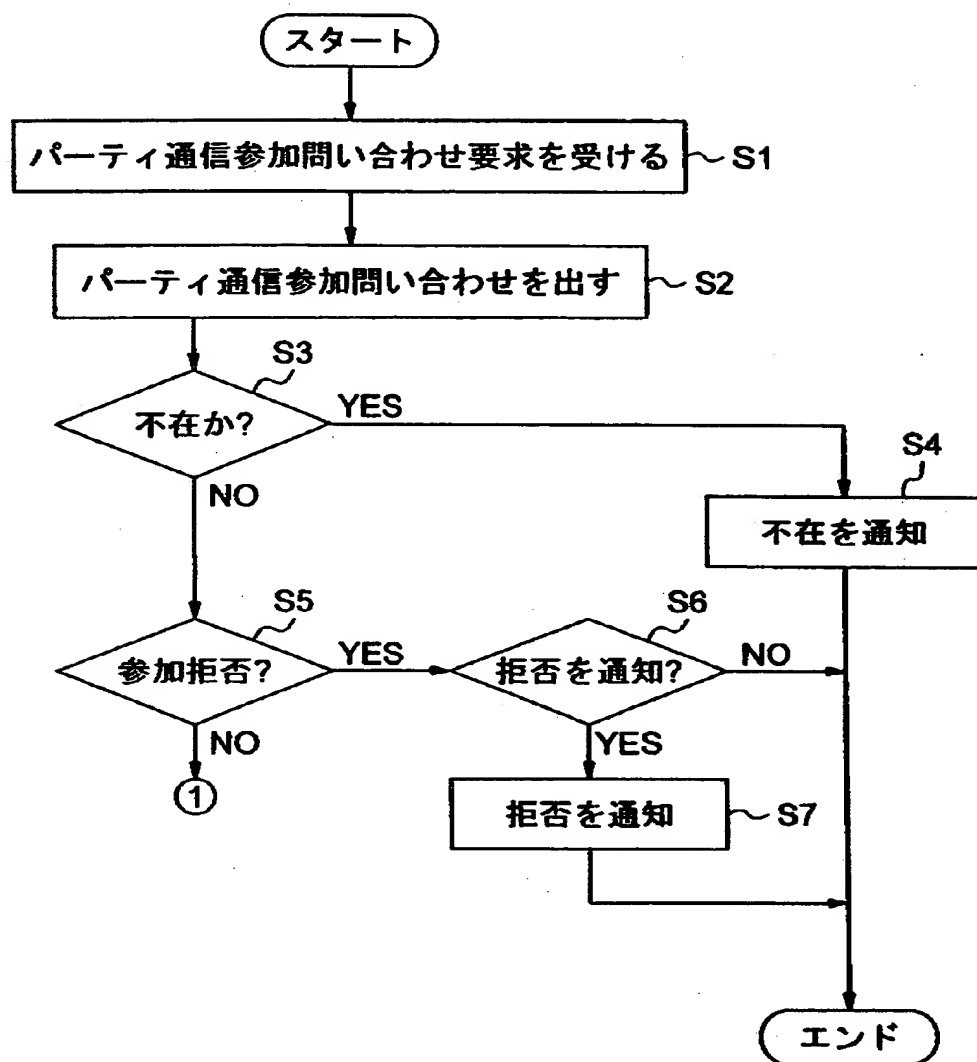 スタート
パーティ通信参加問い合わせ要求を受ける
S1
パーティ通信参加問い合わせを出す
S2
S3
不在か?
YES
NO
S4
不在を通知
S5
参加拒否?
YES
NO
S6
拒否を通知?
NO
YES
①
拒否を通知
S7
エンド